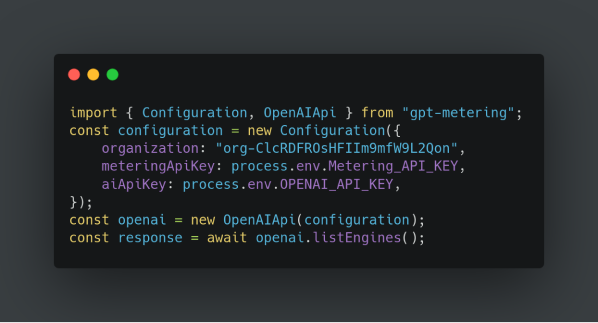 import { Configuration, OpenAIApi } from "gpt-metering";
const configuration = new Configuration({
    organization: "org-ClcRDFROsHFIIm9mfW9L2Qon",
    meteringApiKey: process.env.Metering_API_KEY,
    aiApiKey: process.env.OPENAI_API_KEY,
});
const openai = new OpenAIApi(configuration);
const response = await openai.listEngines();